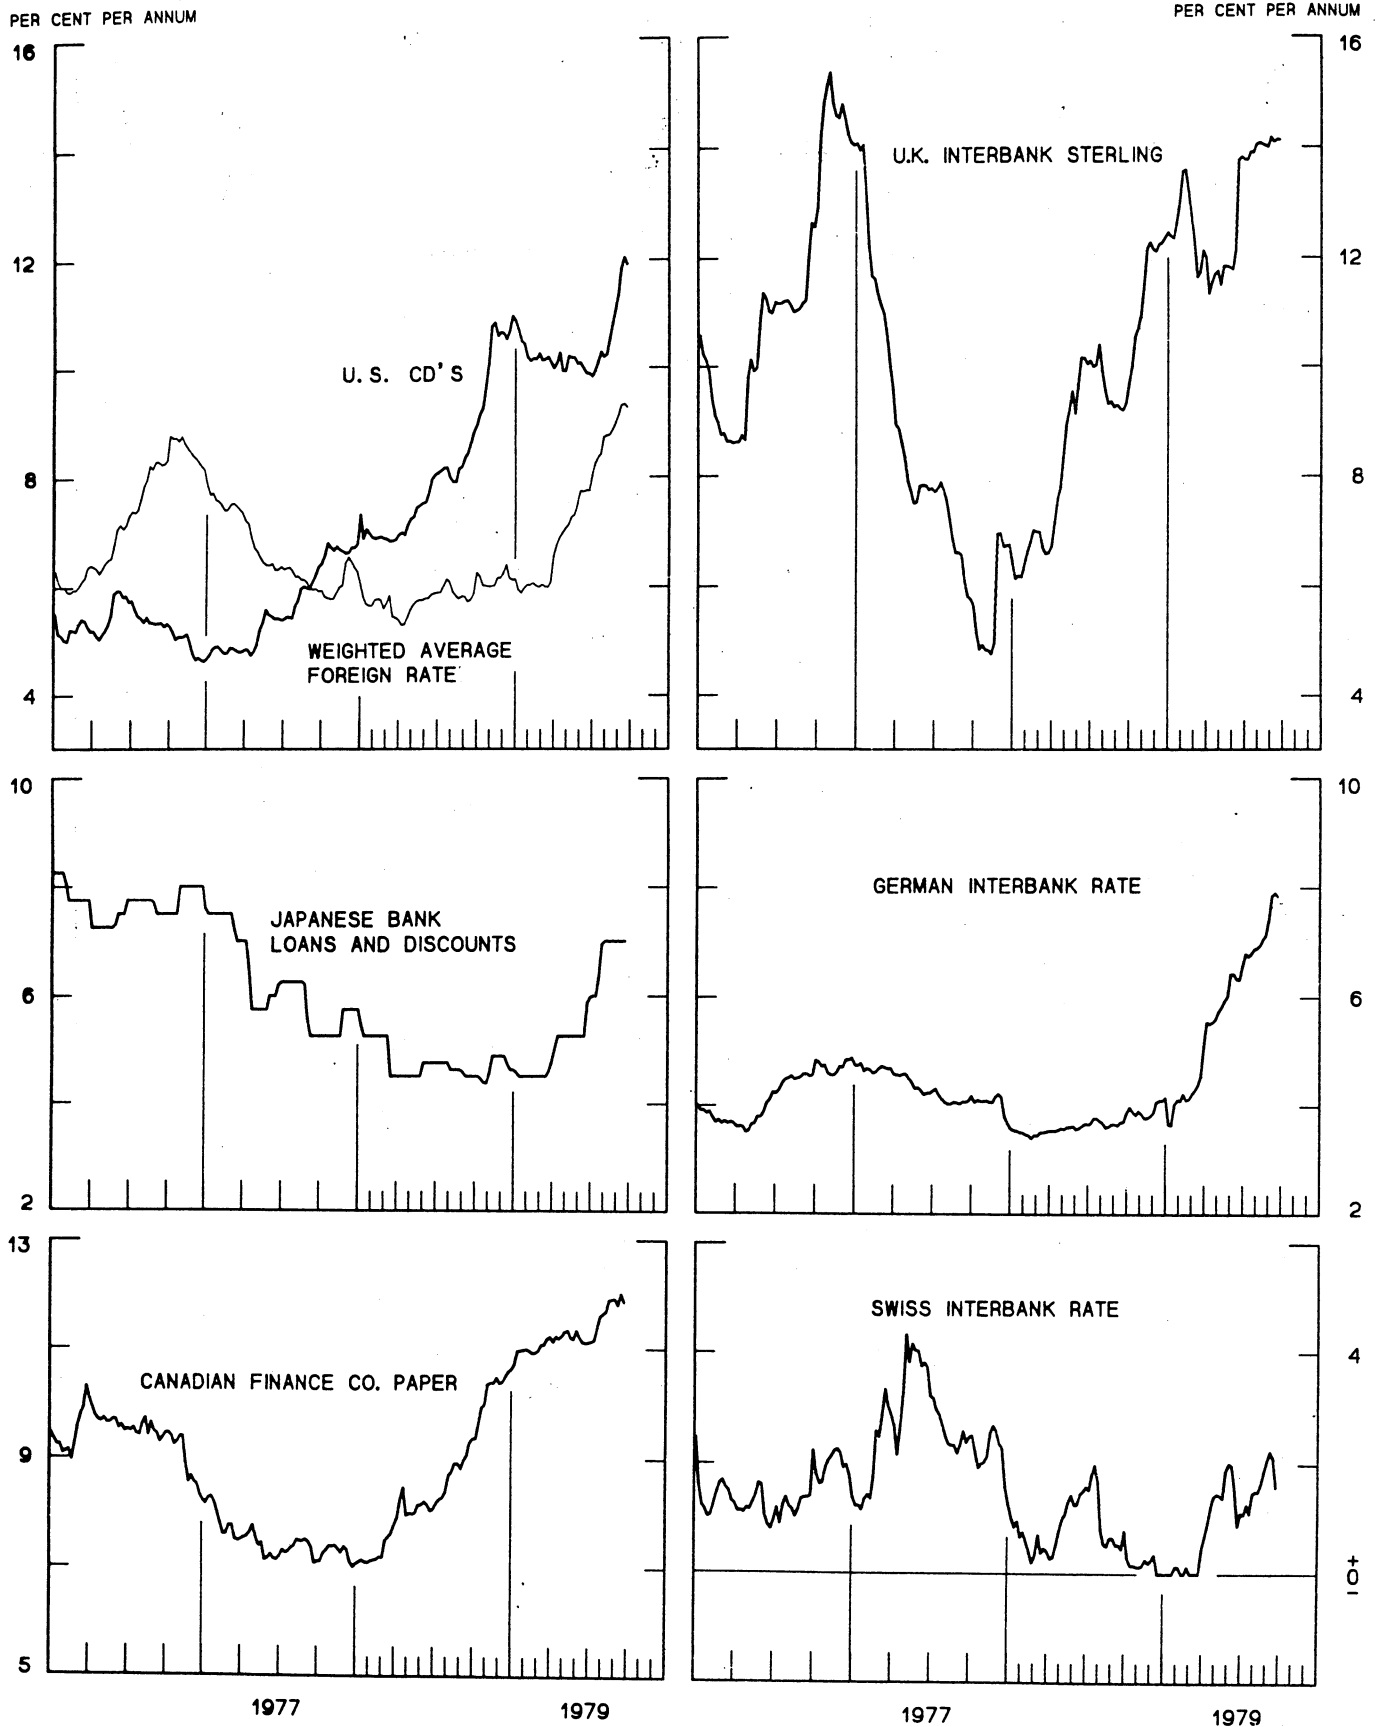 PER CENT PER ANNUM
PER CENT PER ANNUM
16
12
8
4
U.S. CD'S
WEIGHTED AVERAGE
FOREIGN RATE
U.K. INTERBANK STERLING
16
12
8
4
10
6
2
JAPANESE BANK
LOANS AND DISCOUNTS
GERMAN INTERBANK RATE
10
6
2
13
9
5
CANADIAN FINANCE CO. PAPER
SWISS INTERBANK RATE
4
+
0
–
1977
1979
1977
1979